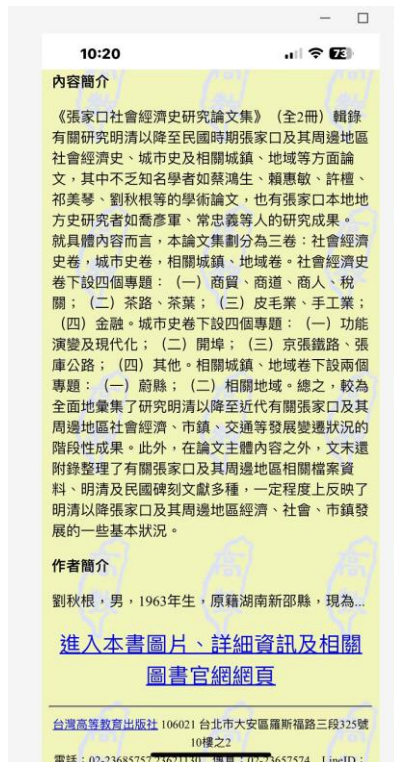 10:20
73
內容簡介
《張家口社會經濟史研究論文集》（全2冊）輯錄
有關研究明清以降至民國時期張家口及其周邊地區
社會經濟史、城市史及相關城鎮、地域等方面論
文，其中不乏知名學者如蔡鴻生、賴惠敏、許檀、
祁美琴、劉秋根等的學術論文，也有張家口本地地
方史研究者如喬彥軍、常忠義等人的研究成果。
就具體內容而言，本論文集劃分為三卷：社會經濟
史卷，城市史卷，相關城鎮、地域卷。社會經濟史
卷下設四個專題：（一）商貿、商道、商人、稅
關；（二）茶路、茶葉；（三）皮毛業、手工業；
（四）金融。城市史卷下設四個專題：（一）功能
演變及現代化；（二）開埠；（三）京張鐵路、張
庫公路；（四）其他。相關城鎮、地域卷下設兩個
專題：（一）蔚縣；（二）相關地域。總之，較為
全面地彙集了研究明清以降至近代有關張家口及其
周邊地區社會經濟、市鎮、交通等發展變遷狀況的
階段性成果。此外，在論文主體內容之外，文末還
附錄整理了有關張家口及其周邊地區相關檔案資
料、明清及民國碑刻文獻多種，一定程度上反映了
明清以降張家口及其周邊地區經濟、社會、市鎮發
展的一些基本狀況。
作者簡介
劉秋根，男，1963年生，原籍湖南新邵縣，現為...
進入本書圖片、詳細資訊及相關
圖書官網網頁
台灣高等教育出版社 106021 台北市大安區羅斯福路三段325號
10樓之2
電話：02-23685757,23621130 傳真：02-23657574 LineID：